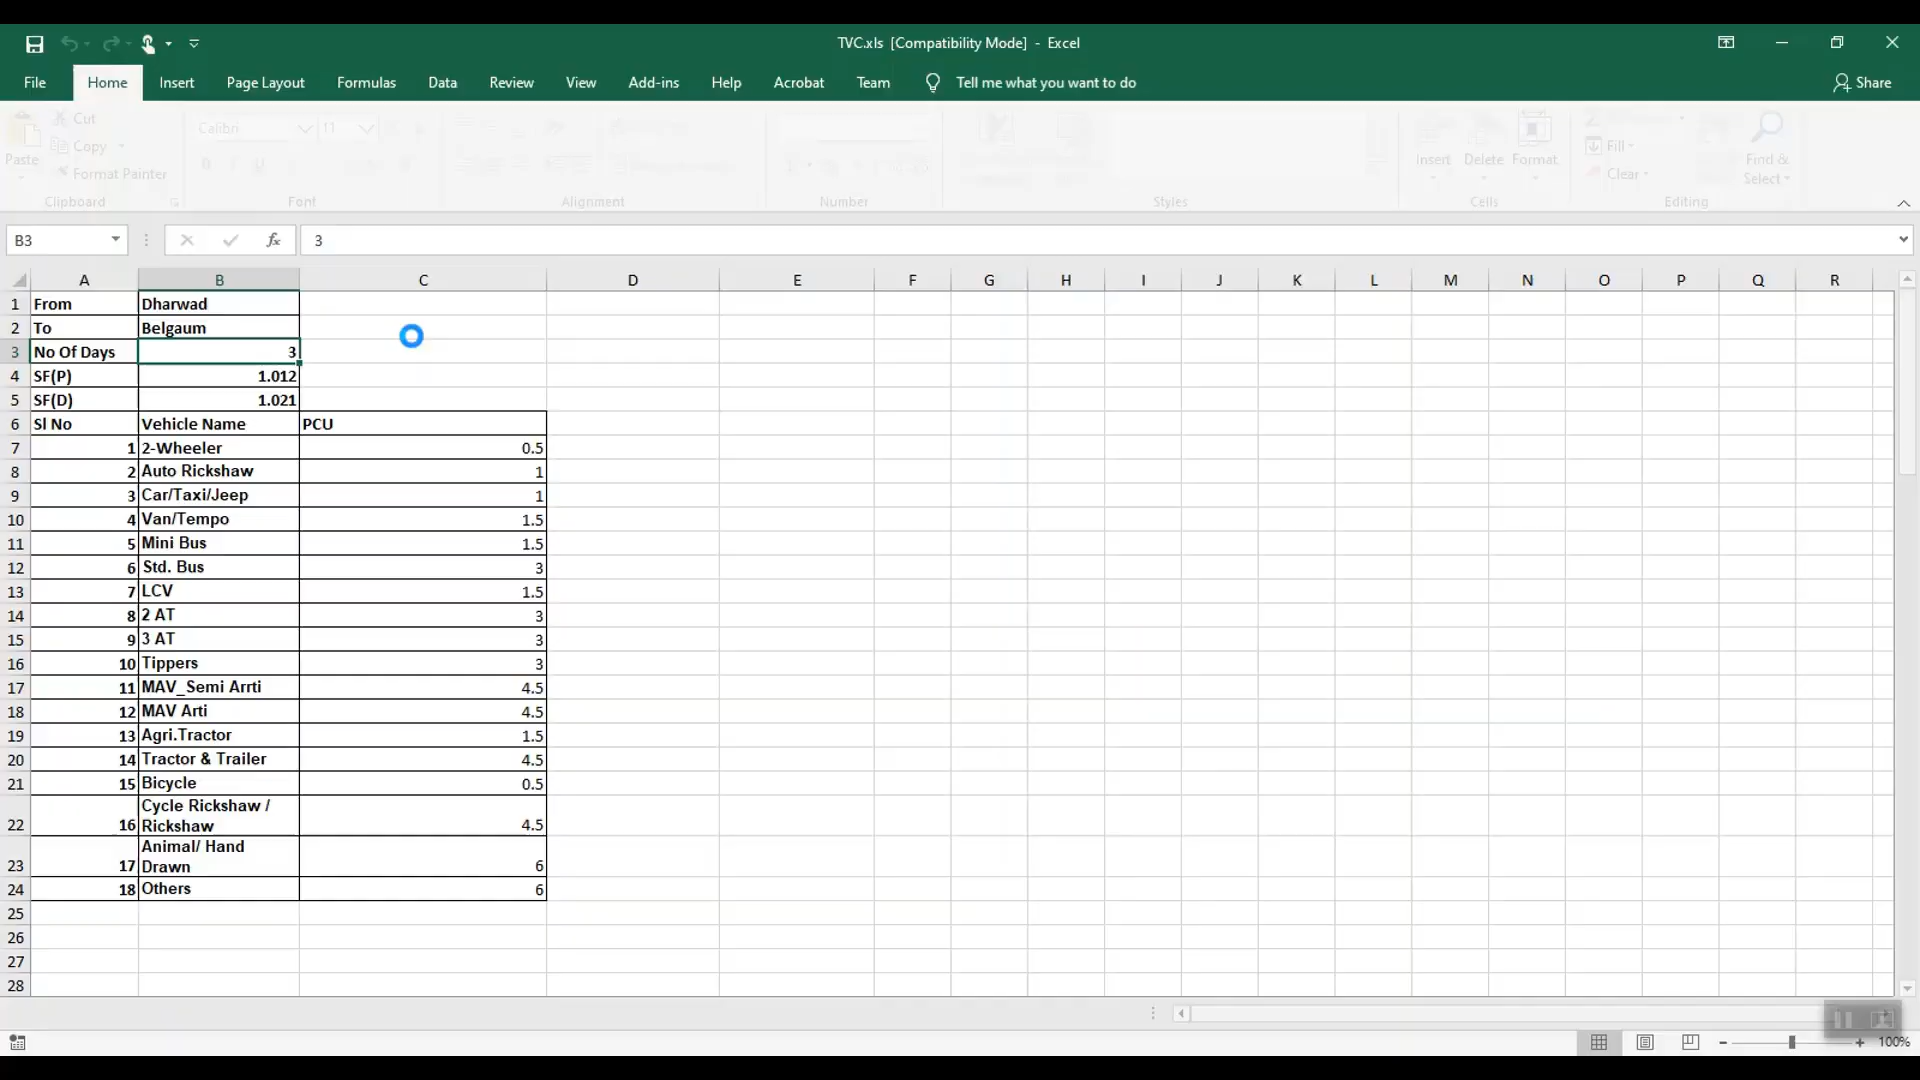 TVC.xls [Compatibility Mode] - Excel
File Home Insert Page Layout Formulas Data Review View Add-ins Help Acrobat Team Tell me what you want to do Share
Paste Cut Copy Format Painter Clipboard
Calibri 11 Font
Alignment
Number
Styles
Insert Delete Format Cells
Fill Clear Find & Select Editing
B3 fx 3
A B C D E F G H I J K L M N O P Q R
1 From Dharwad
2 To Belgaum
3 No Of Days 3
4 SF(P) 1.012
5 SF(D) 1.021
6 Sl No Vehicle Name PCU
7 1 2-Wheeler 0.5
8 2 Auto Rickshaw 1
9 3 Car/Taxi/Jeep 1
10 4 Van/Tempo 1.5
11 5 Mini Bus 1.5
12 6 Std. Bus 3
13 7 LCV 1.5
14 8 2 AT 3
15 9 3 AT 3
16 10 Tippers 3
17 11 MAV_Semi Arrti 4.5
18 12 MAV Arti 4.5
19 13 Agri.Tractor 1.5
20 14 Tractor & Trailer 4.5
21 15 Bicycle 0.5
22 16 Cycle Rickshaw / Rickshaw 4.5
23 17 Animal/ Hand Drawn 6
24 18 Others 6
25
26
27
28
100%